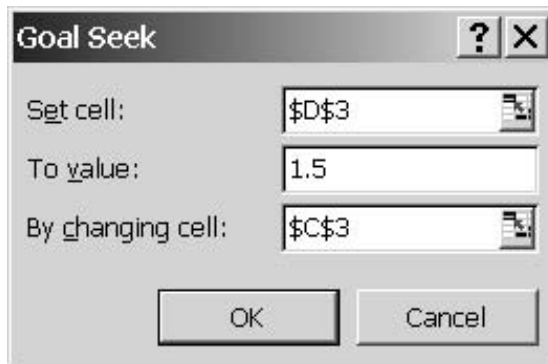 Goal Seek
Set cell: $D$3
To value: 1.5
By changing cell: $C$3
OK Cancel